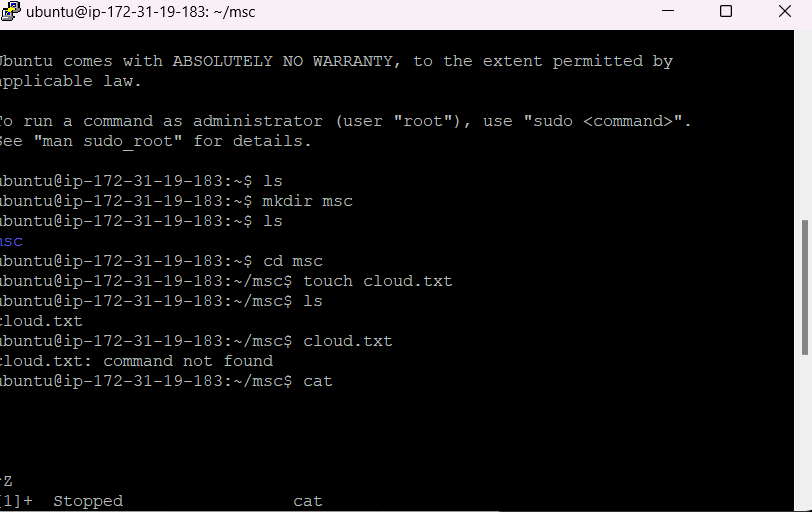 ubuntu@ip-172-31-19-183: ~/msc
Ubuntu comes with ABSOLUTELY NO WARRANTY, to the extent permitted by
applicable law.
To run a command as administrator (user "root"), use "sudo <command>".
See "man sudo_root" for details.
ubuntu@ip-172-31-19-183:~$ ls
ubuntu@ip-172-31-19-183:~$ mkdir msc
ubuntu@ip-172-31-19-183:~$ ls
msc
ubuntu@ip-172-31-19-183:~$ cd msc
ubuntu@ip-172-31-19-183:~/msc$ touch cloud.txt
ubuntu@ip-172-31-19-183:~/msc$ ls
cloud.txt
ubuntu@ip-172-31-19-183:~/msc$ cloud.txt
cloud.txt: command not found
ubuntu@ip-172-31-19-183:~/msc$ cat
^Z
[1]+  Stopped                 cat